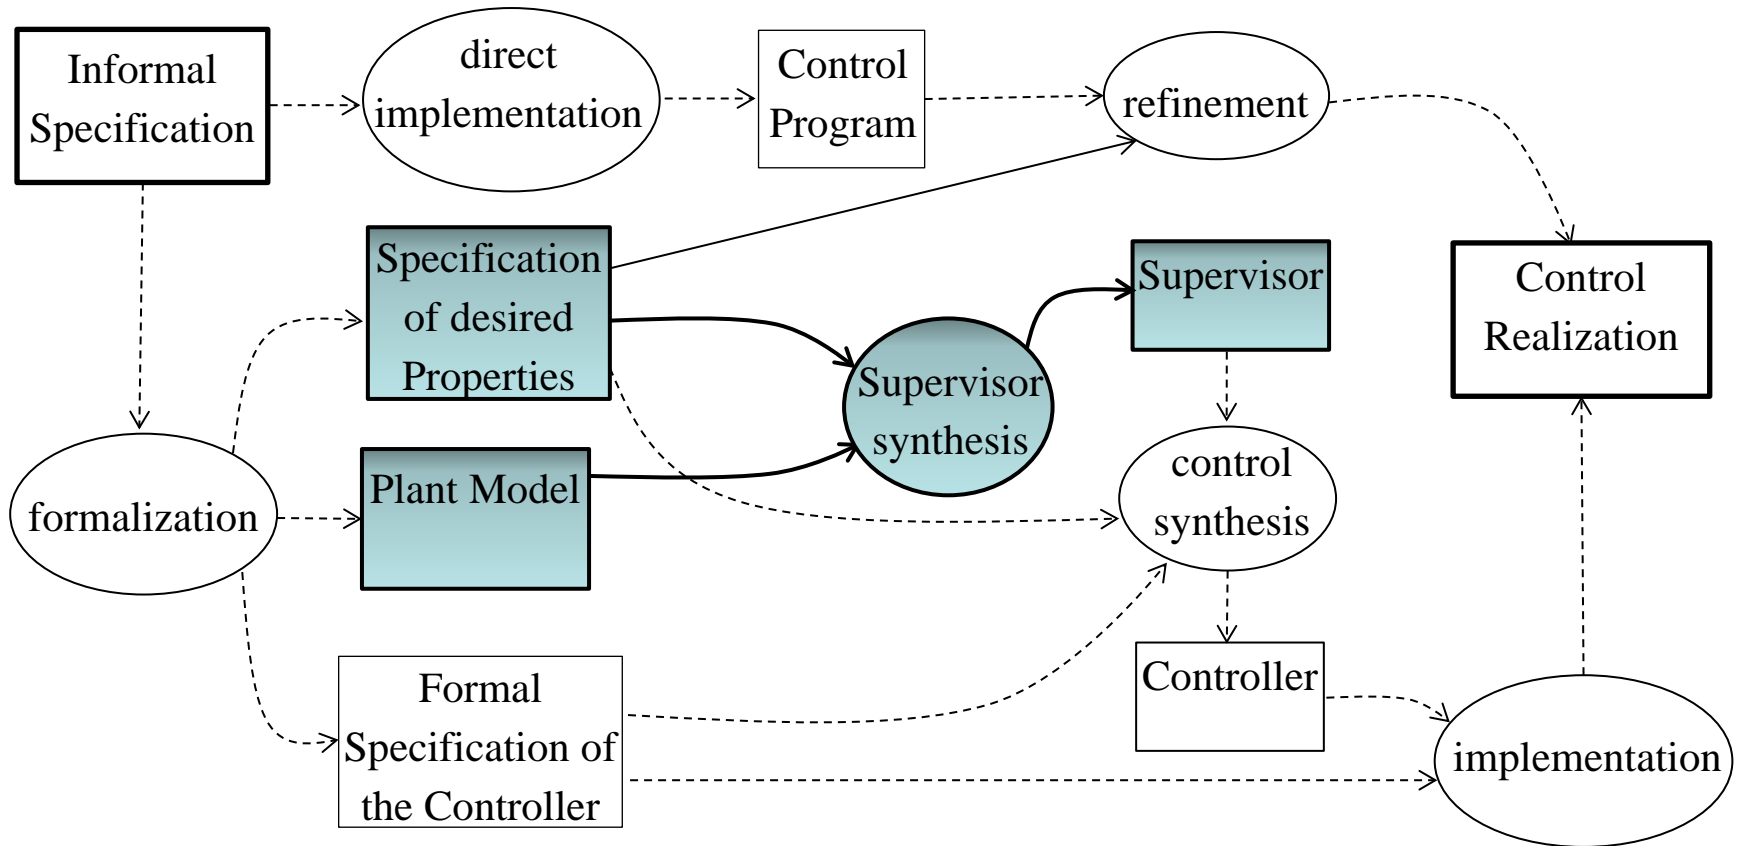 Informal
Specification
direct
implementation
Control
Program
refinement
Specification
of desired
Properties
Supervisor
Control
Realization
Supervisor
synthesis
Plant Model
control
synthesis
formalization
Formal
Specification of
the Controller
Controller
implementation